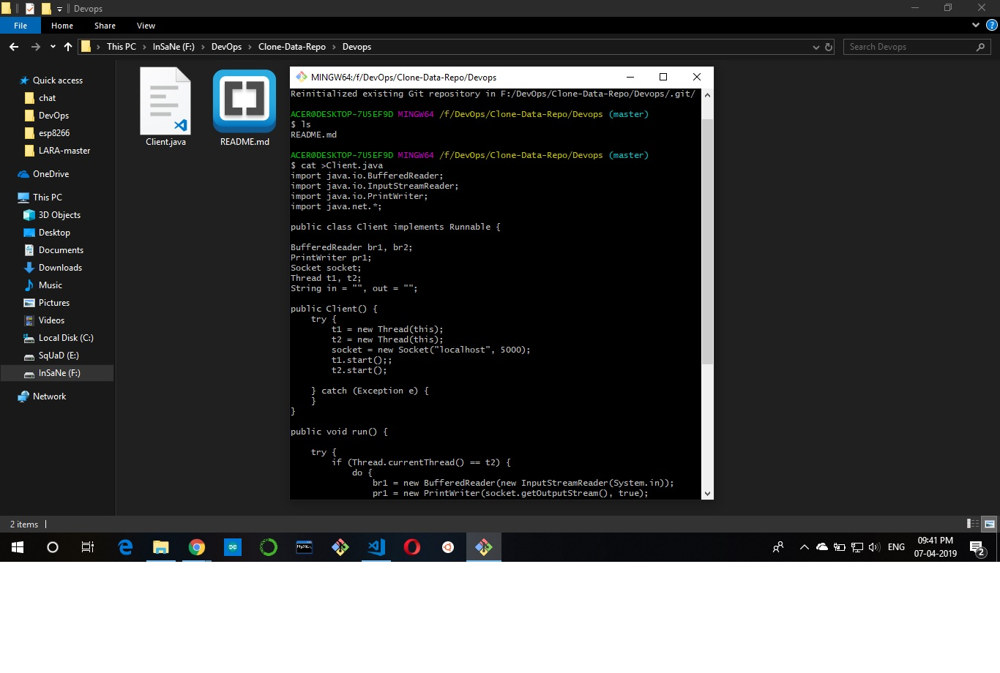 Devops
File Home Share View
This PC InSaNe (F:) DevOps Clone-Data-Repo Devops
Search Devops
Quick access
chat
DevOps
esp8266
LARA-master
OneDrive
This PC
3D Objects
Desktop
Documents
Downloads
Music
Pictures
Videos
Local Disk (C:)
SqUaD (E:)
InSaNe (F:)
Network
Client.java
README.md
MINGW64:/f/DevOps/Clone-Data-Repo/Devops
Reinitialized existing Git repository in F:/DevOps/Clone-Data-Repo/Devops/.git/
ACER@DESKTOP-7U5EF9D MINGW64 /f/DevOps/Clone-Data-Repo/Devops (master)
$ ls
README.md
ACER@DESKTOP-7U5EF9D MINGW64 /f/DevOps/Clone-Data-Repo/Devops (master)
$ cat >Client.java
import java.io.BufferedReader;
import java.io.InputStreamReader;
import java.io.PrintWriter;
import java.net.*;
public class Client implements Runnable {
BufferedReader br1, br2;
PrintWriter pr1;
Socket socket;
Thread t1, t2;
String in = "", out = "";
public Client() {
try {
t1 = new Thread(this);
t2 = new Thread(this);
socket = new Socket("localhost", 5000);
t1.start();;
t2.start();
} catch (Exception e) {
}
}
public void run() {
try {
if (Thread.currentThread() == t2) {
do {
br1 = new BufferedReader(new InputStreamReader(System.in));
pr1 = new PrintWriter(socket.getOutputStream(), true);
2 items
MySQL
ENG
09:41 PM
07-04-2019
2